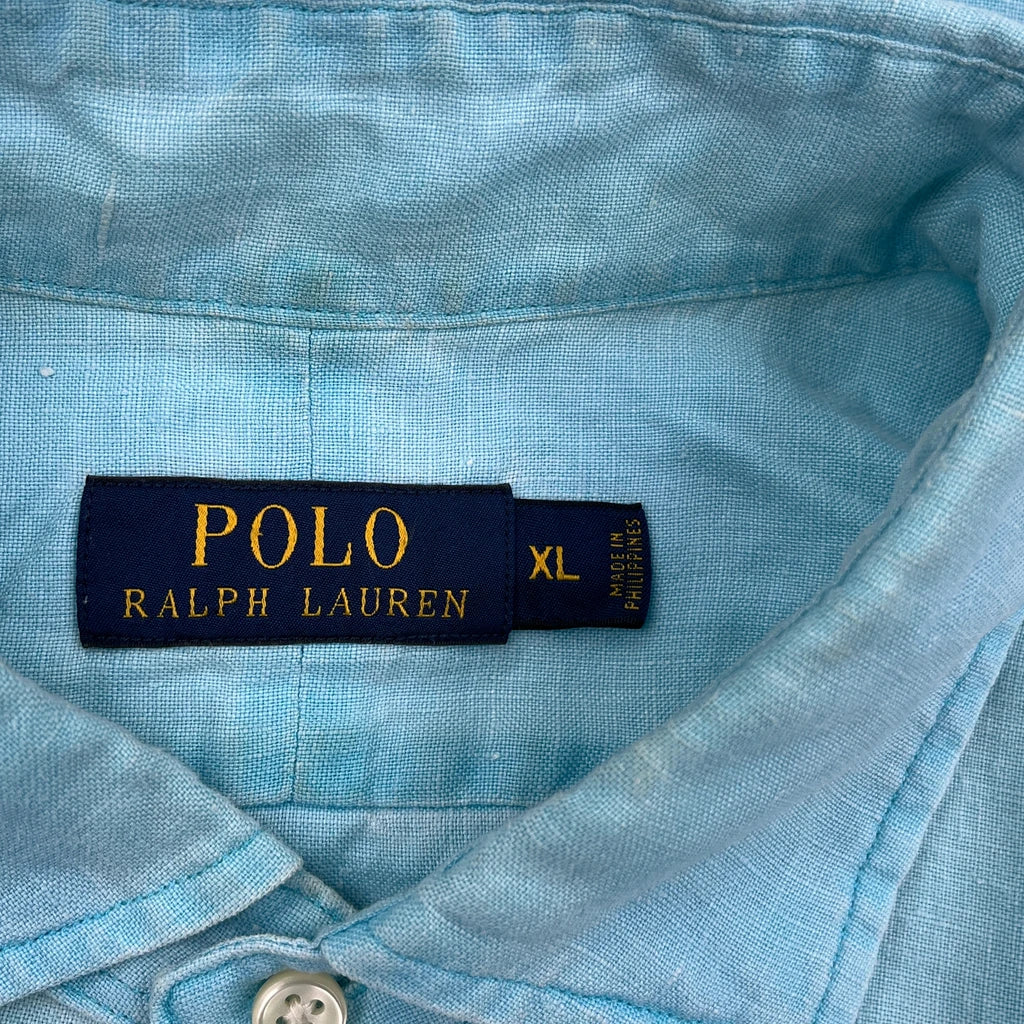 POLO
RALPH LAUREN
XL
MADE IN
PHILIPPINES